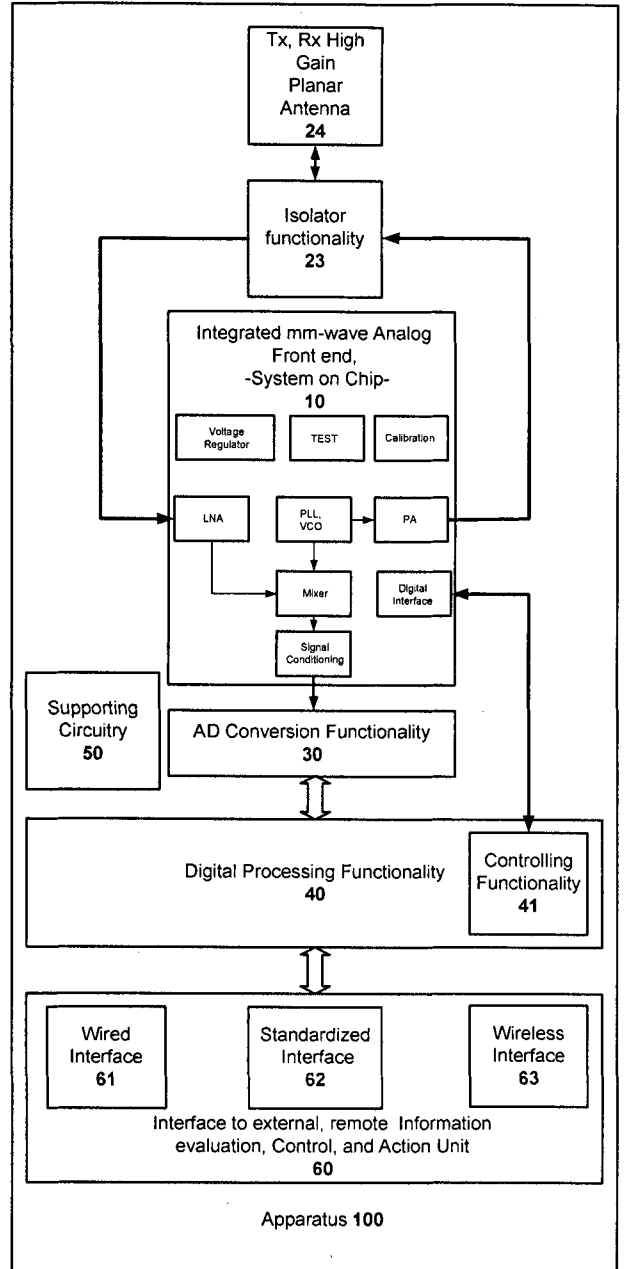 Tx, Rx High
Gain
Planar
Antenna
24
Isolator
functionality
23
Integrated mm-wave Analog
Front end,
-System on Chip-
10
Voltage
Regulator
TEST
Calibration
LNA
PLL,
VCO
PA
Mixer
Digital
Interface
Signal
Conditioning
Supporting
Circuitry
50
AD Conversion Functionality
30
Digital Processing Functionality
40
Controlling
Functionality
41
Wired
Interface
61
Standardized
Interface
62
Wireless
Interface
63
Interface to external, remote Information
evaluation, Control, and Action Unit
60
Apparatus 100